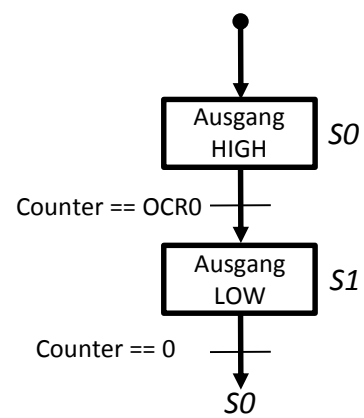 Ausgang
HIGH
S0
Counter == OCR0
Ausgang
LOW
S1
Counter == 0
S0